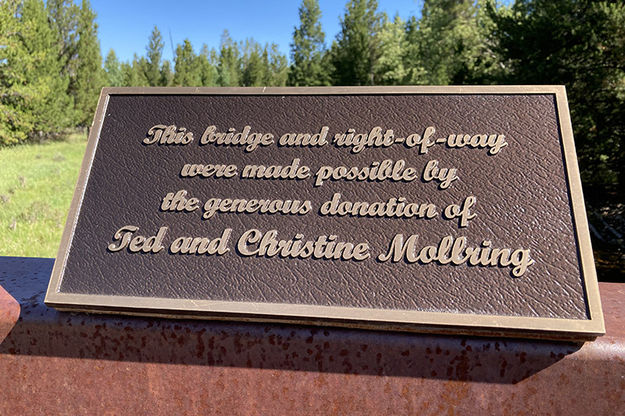 This bridge and right-of-way
were made possible by
the generous donation of
Ted and Christine Mollring